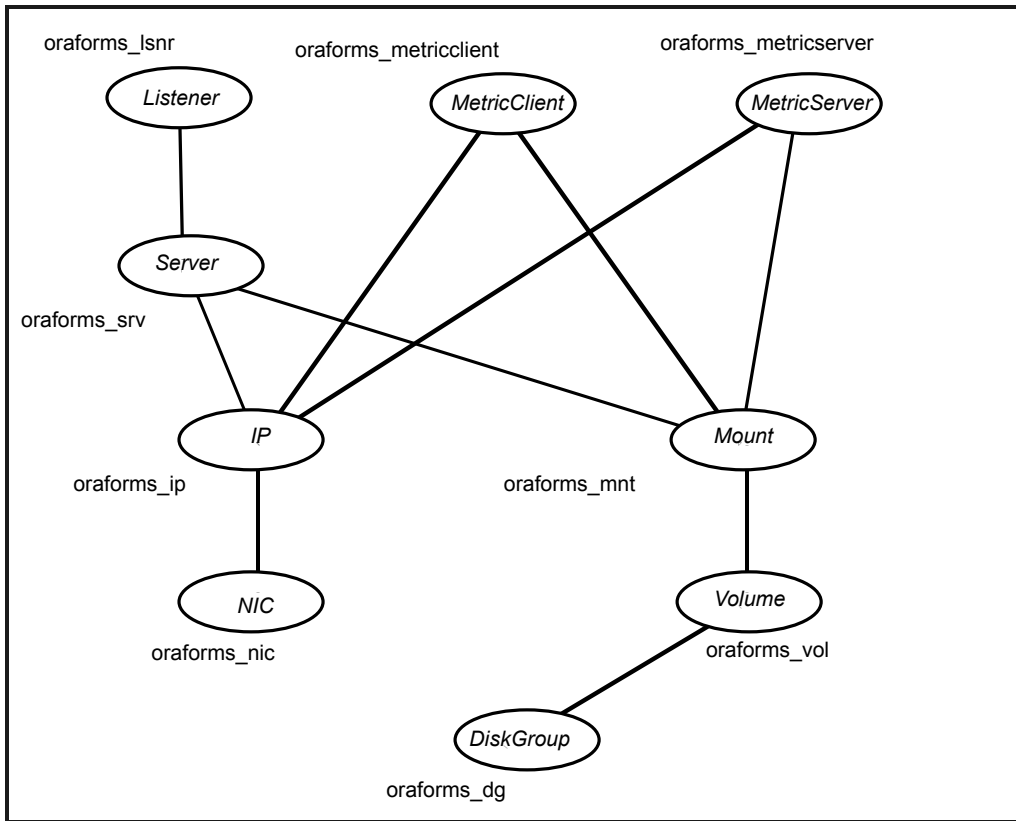 oraforms_lsnr
oraforms_metricclient
oraforms_metricserver
Listener
MetricClient
MetricServer
Server
oraforms_srv
IP
Mount
oraforms_ip
oraforms_mnt
NIC
Volume
oraforms_nic
oraforms_vol
DiskGroup
oraforms_dg